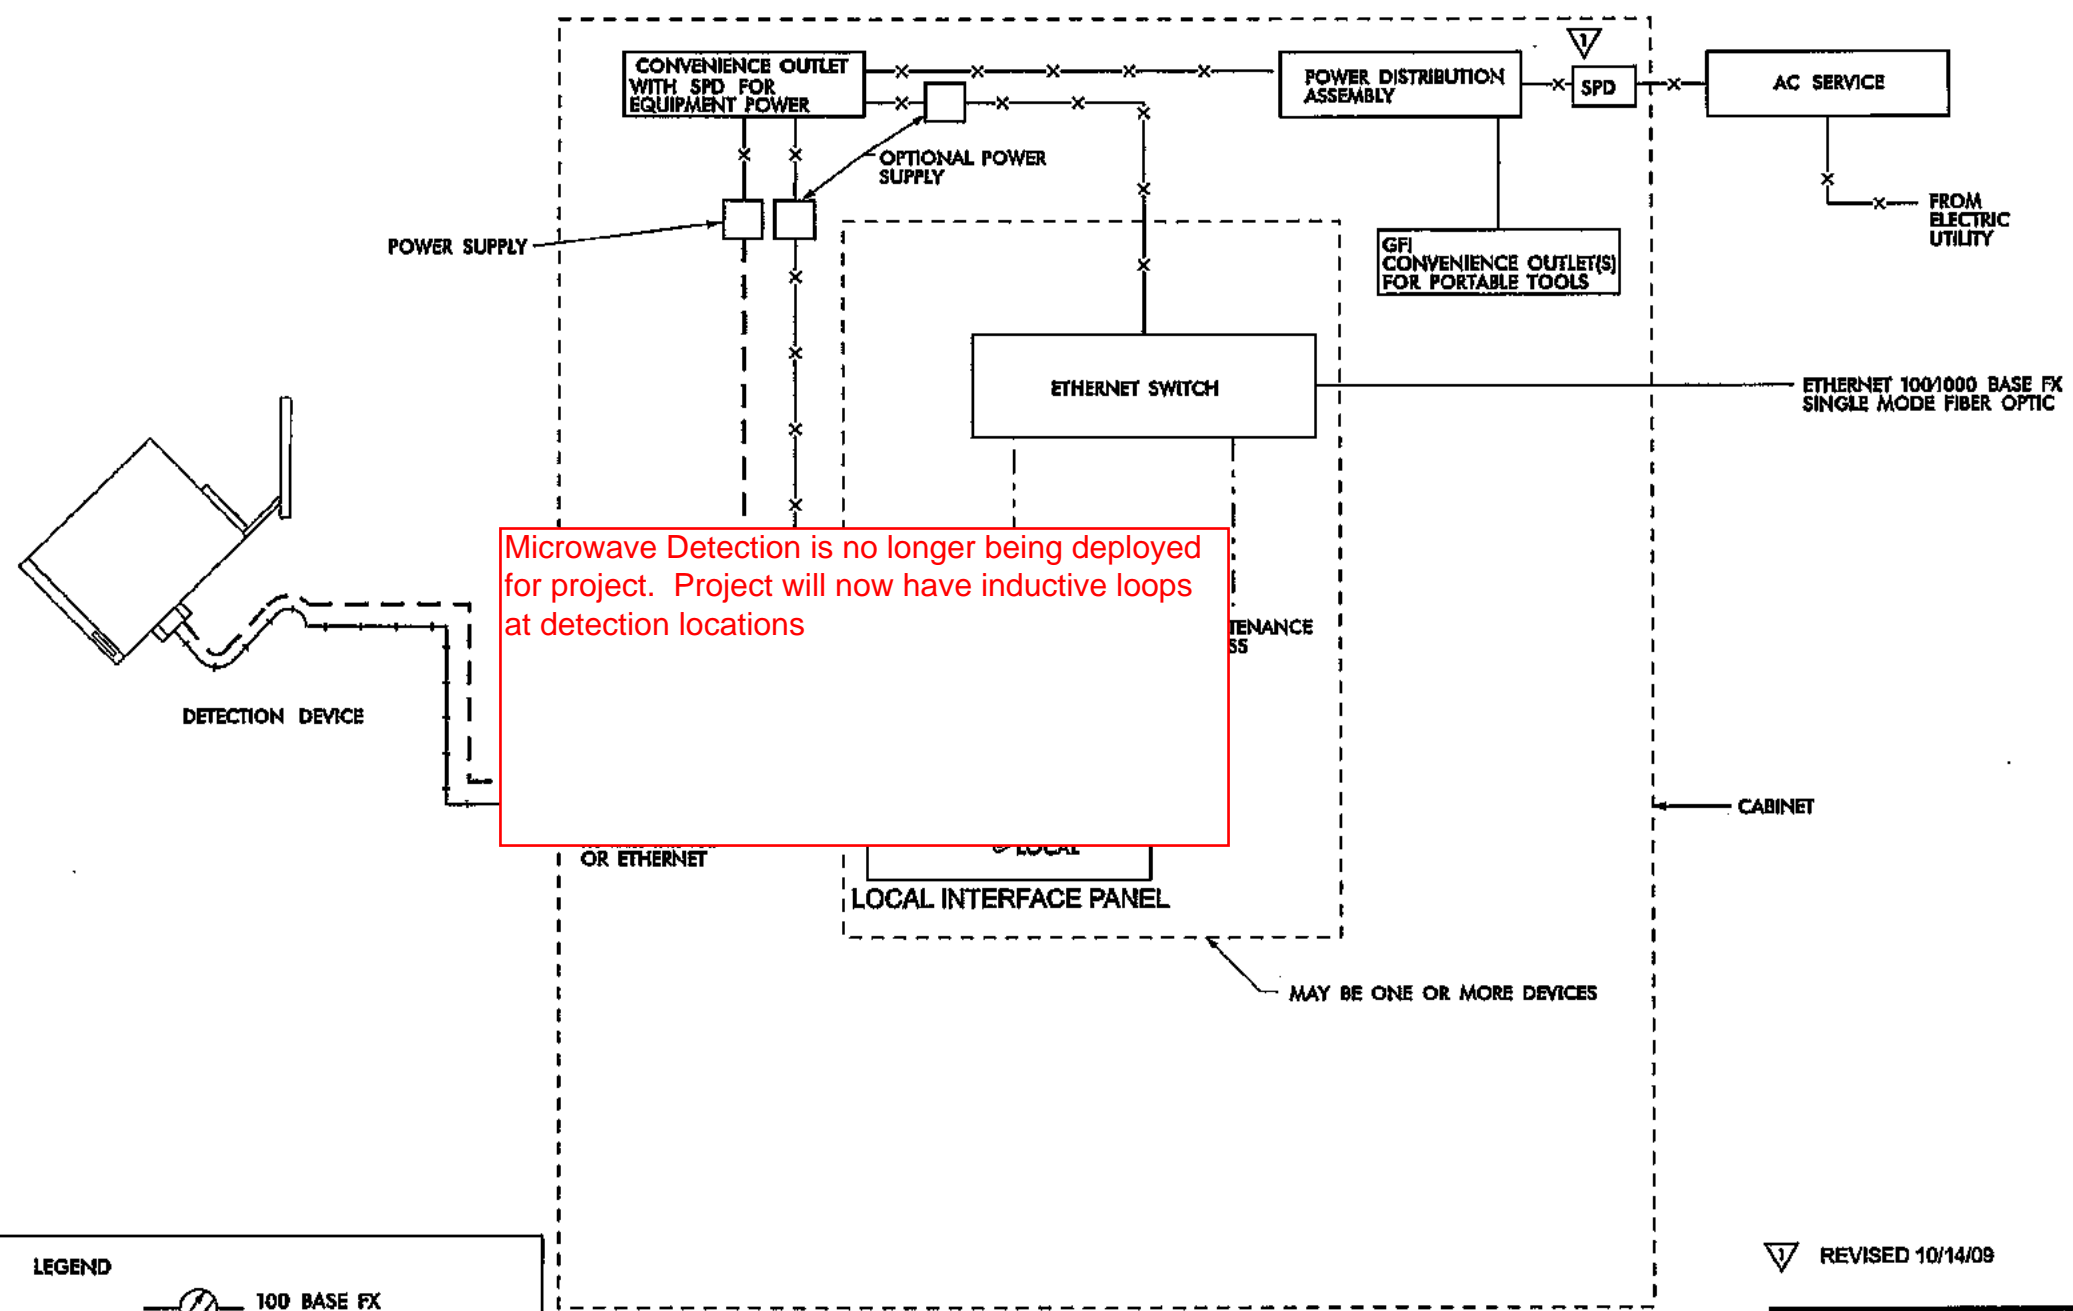 1
CONVENIENCE OUTLET
WITH SPD FOR
EQUIPMENT POWER
POWER DISTRIBUTION
ASSEMBLY
SPD
AC SERVICE
OPTIONAL POWER
SUPPLY
FROM
ELECTRIC
UTILITY
POWER SUPPLY
GFI
CONVENIENCE OUTLET(S)
FOR PORTABLE TOOLS
ETHERNET SWITCH
ETHERNET 100/1000 BASE FX
SINGLE MODE FIBER OPTIC
Microwave Detection is no longer being deployed
for project. Project will now have inductive loops
at detection locations
TENANCE
SS
DETECTION DEVICE
CABINET
OR ETHERNET
LOCAL
LOCAL INTERFACE PANEL
MAY BE ONE OR MORE DEVICES
LEGEND
100 BASE FX
1 REVISED 10/14/09